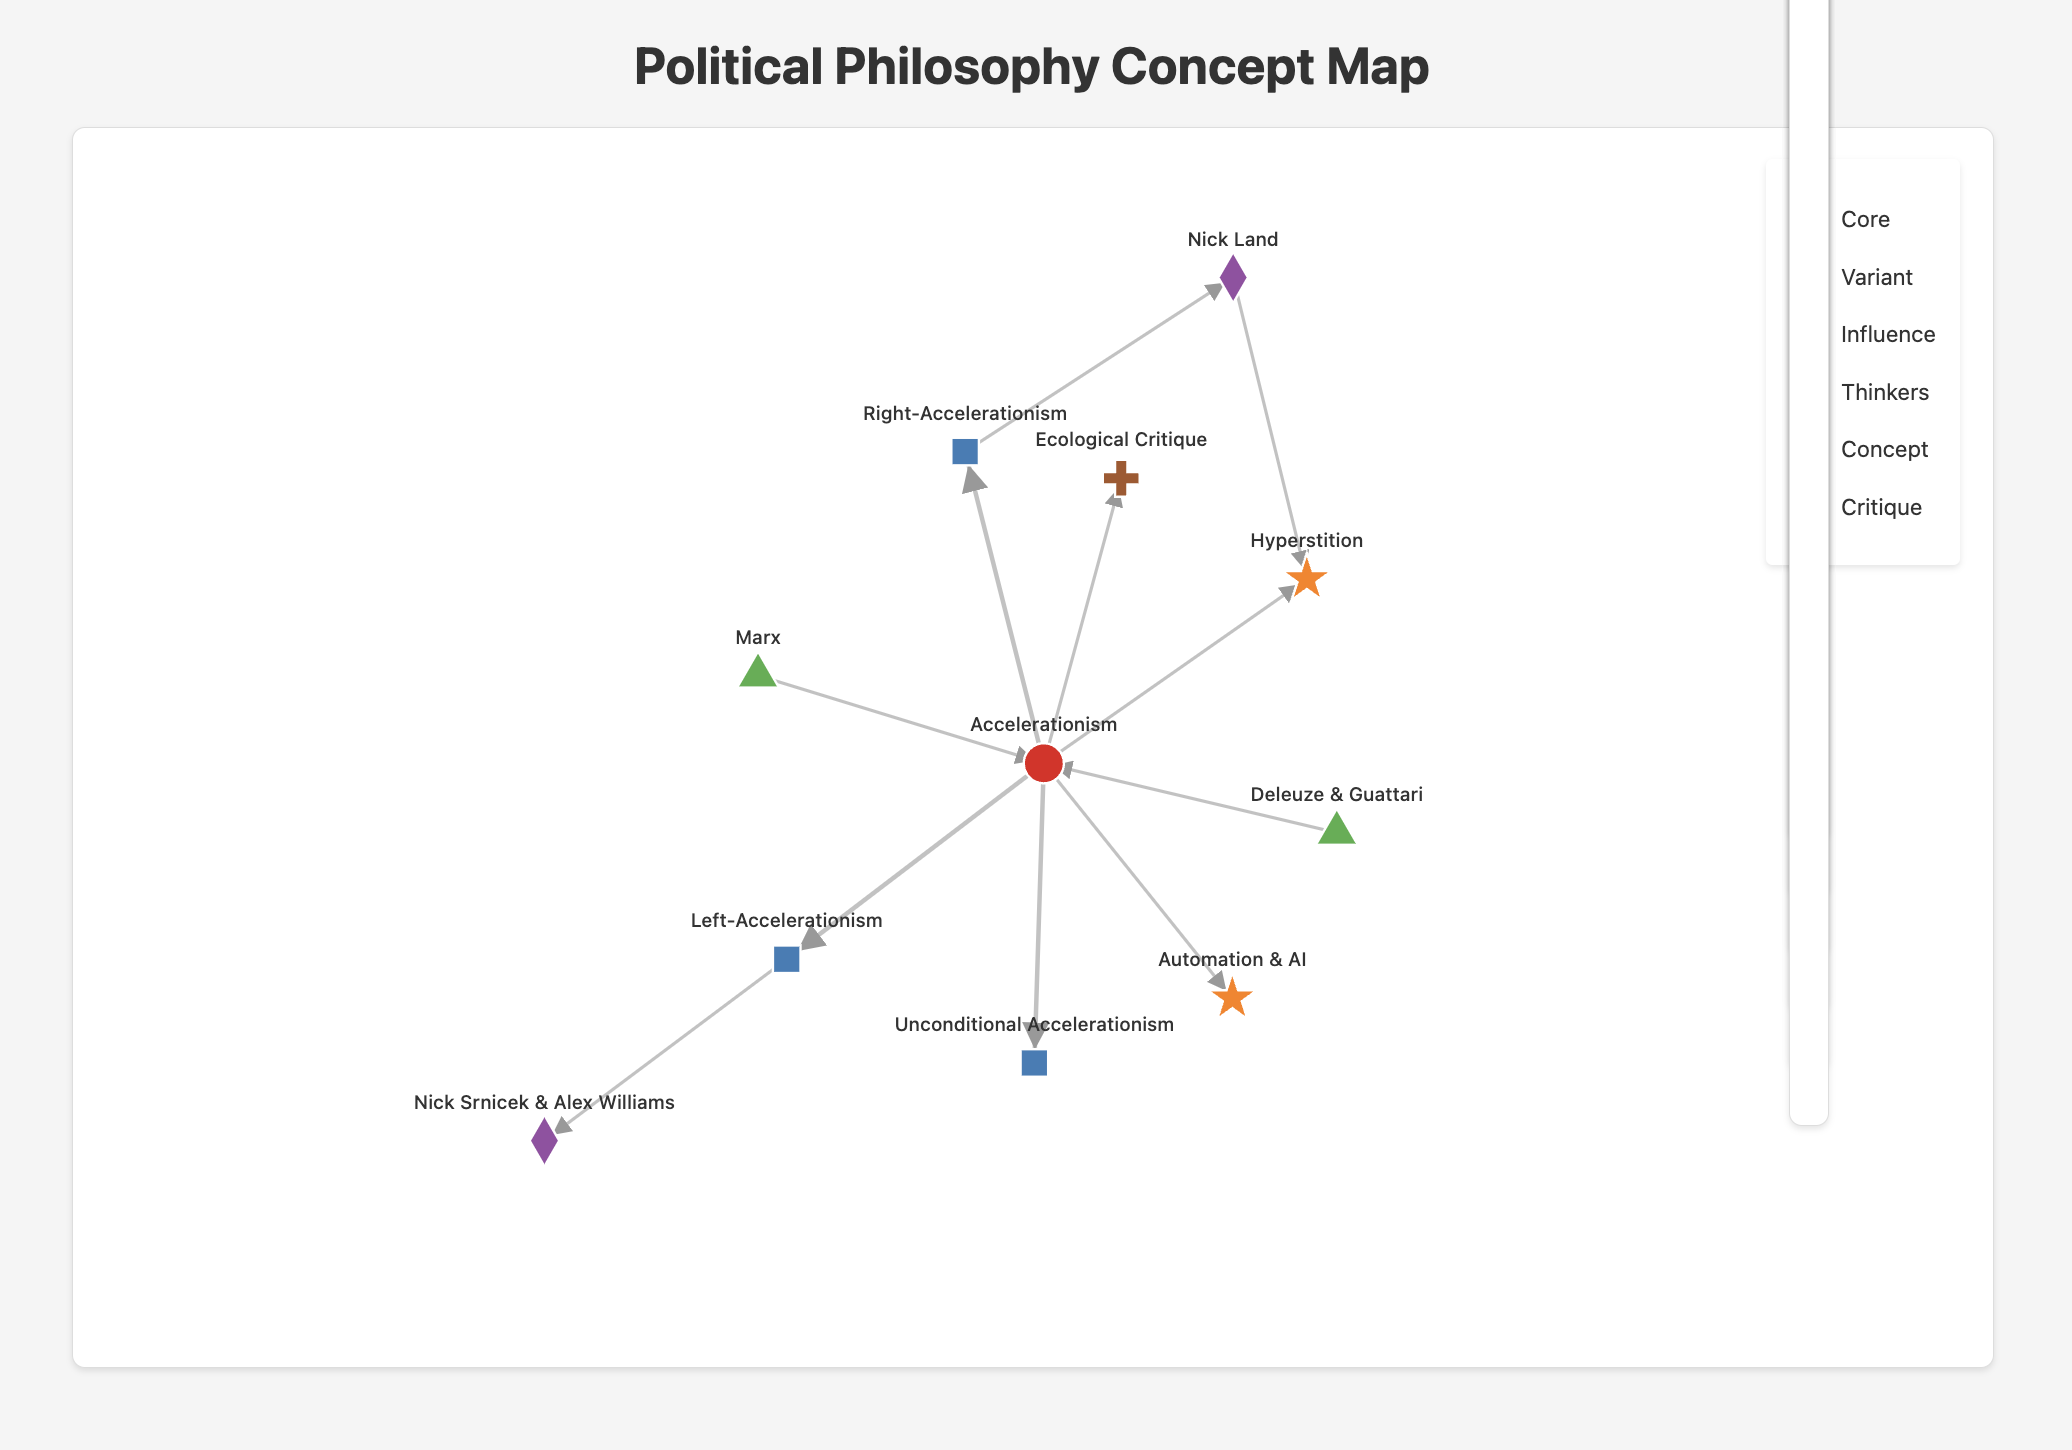 Political Philosophy Concept Map
Nick Land
Core
Variant
Influence
Thinkers
Concept
Critique
Right-Accelerationism
Ecological Critique
Hyperstition
Marx
Accelerationism
Deleuze & Guattari
Left-Accelerationism
Automation & AI
Unconditional Accelerationism
Nick Srnicek & Alex Williams